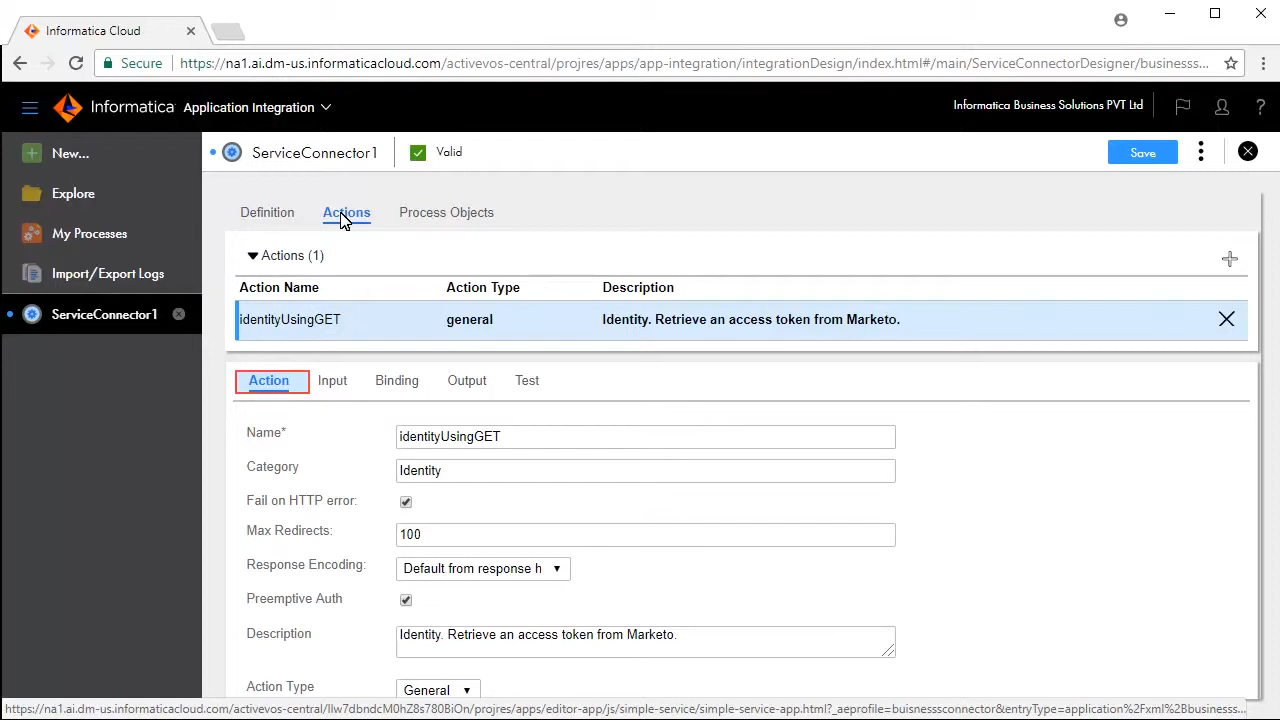 Informatica Cloud
Secure
https://na1.ai.dm-us.informaticacloud.com/activevos-central/projres/apps/app-integration/integrationDesign/index.html#/main/ServiceConnectorDesigner/businesss...
Informatica Application Integration
Informatica Business Solutions PVT Ltd
?
New...
Explore
My Processes
Import/Export Logs
ServiceConnector1
ServiceConnector1
Valid
Save
Definition
Actions
Process Objects
Actions (1)
Action Name
Action Type
Description
identityUsingGET
general
Identity. Retrieve an access token from Marketo.
Action
Input
Binding
Output
Test
Name*
identityUsingGET
Category
Identity
Fail on HTTP error:
Max Redirects:
100
Response Encoding:
Default from response h
Preemptive Auth
Description
Identity. Retrieve an access token from Marketo.
Action Type
General
https://na1.ai.dm-us.informaticacloud.com/activevos-central/llw7dbndcM0hZ8s780BiOn/projres/apps/editor-app/js/simple-service/simple-service-app.html?_aeprofile=buisnesssconnector&entryType=application%2Fxml%2Bbusinesss...